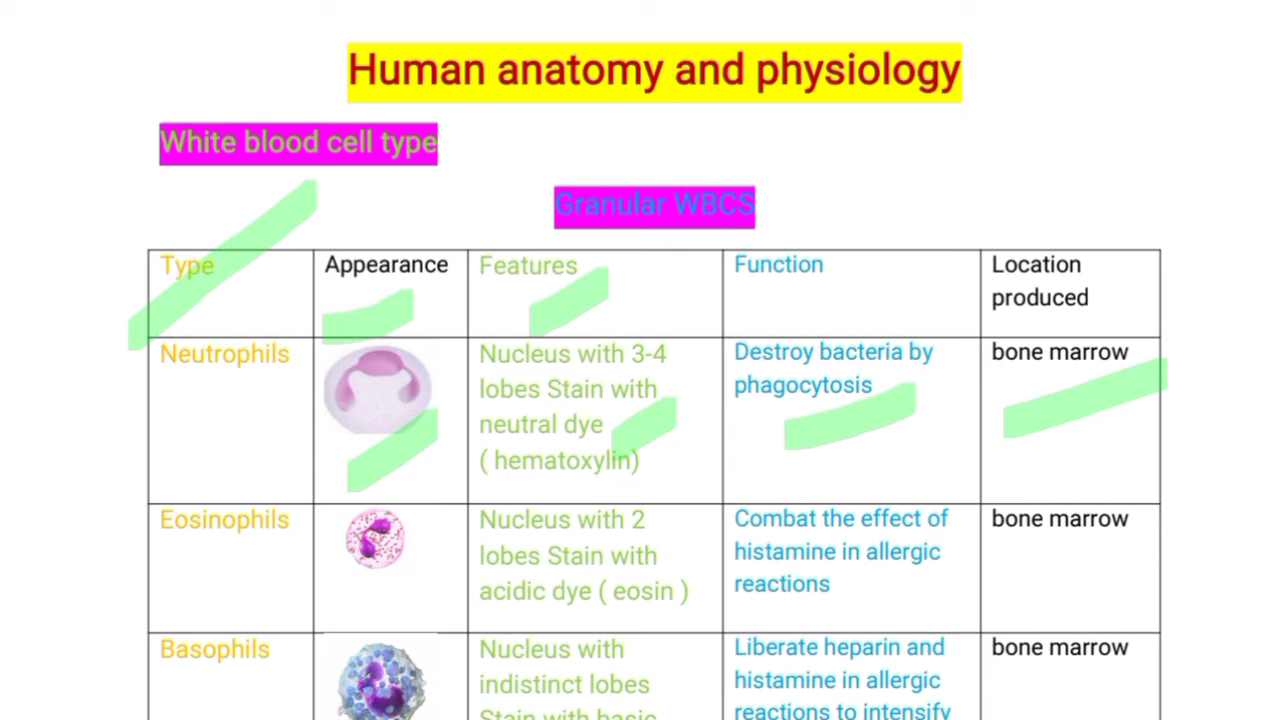 Human anatomy and physiology
White blood cell type
Granular WBCS
Type
Appearance
Features
Function
Location
produced
Neutrophils
Nucleus with 3-4
lobes Stain with
neutral dye
( hematoxylin)
Destroy bacteria by
phagocytosis
bone marrow
Eosinophils
Nucleus with 2
lobes Stain with
acidic dye ( eosin )
Combat the effect of
histamine in allergic
reactions
bone marrow
Basophils
Nucleus with
indistinct lobes
Stain with basic
Liberate heparin and
histamine in allergic
reactions to intensify
bone marrow